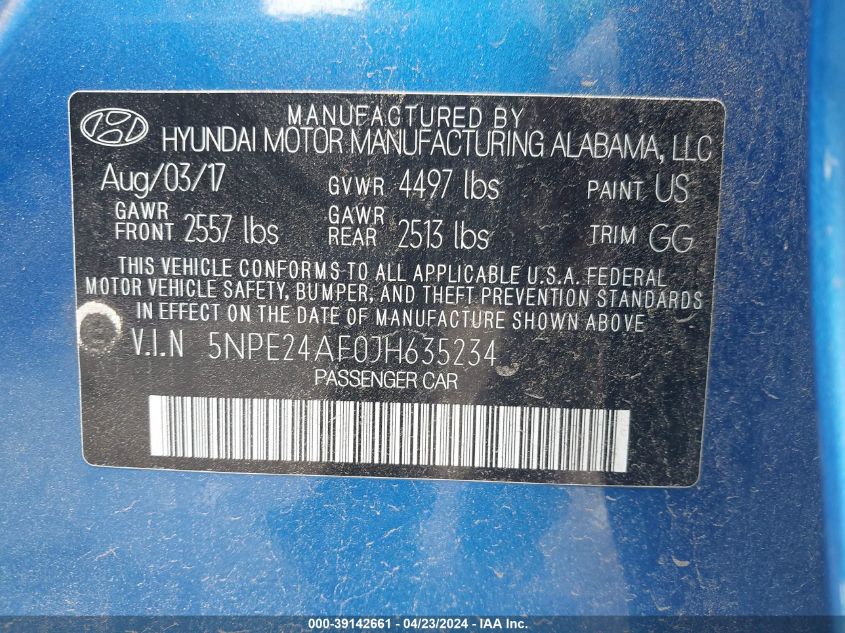 MANUFACTURED BY
HYUNDAI MOTOR MANUFACTURING ALABAMA, LLC
Aug/03/17 GVWR 4497 lbs PAINT US
GAWR FRONT 2557 lbs GAWR REAR 2513 lbs TRIM GG
THIS VEHICLE CONFORMS TO ALL APPLICABLE U.S.A. FEDERAL
MOTOR VEHICLE SAFETY, BUMPER, AND THEFT PREVENTION STANDARDS
IN EFFECT ON THE DATE OF MANUFACTURE SHOWN ABOVE.
V.I.N 5NPE24AF0JH635234
PASSENGER CAR
000-39142661 - 04/23/2024 - IAA Inc.